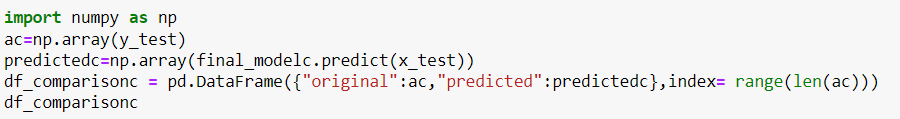 import numpy as np
ac=np.array(y_test)
predictedc=np.array(final_modelc.predict(x_test))
df_comparisonc = pd.DataFrame({"original":ac,"predicted":predictedc},index= range(len(ac)))
df_comparisonc